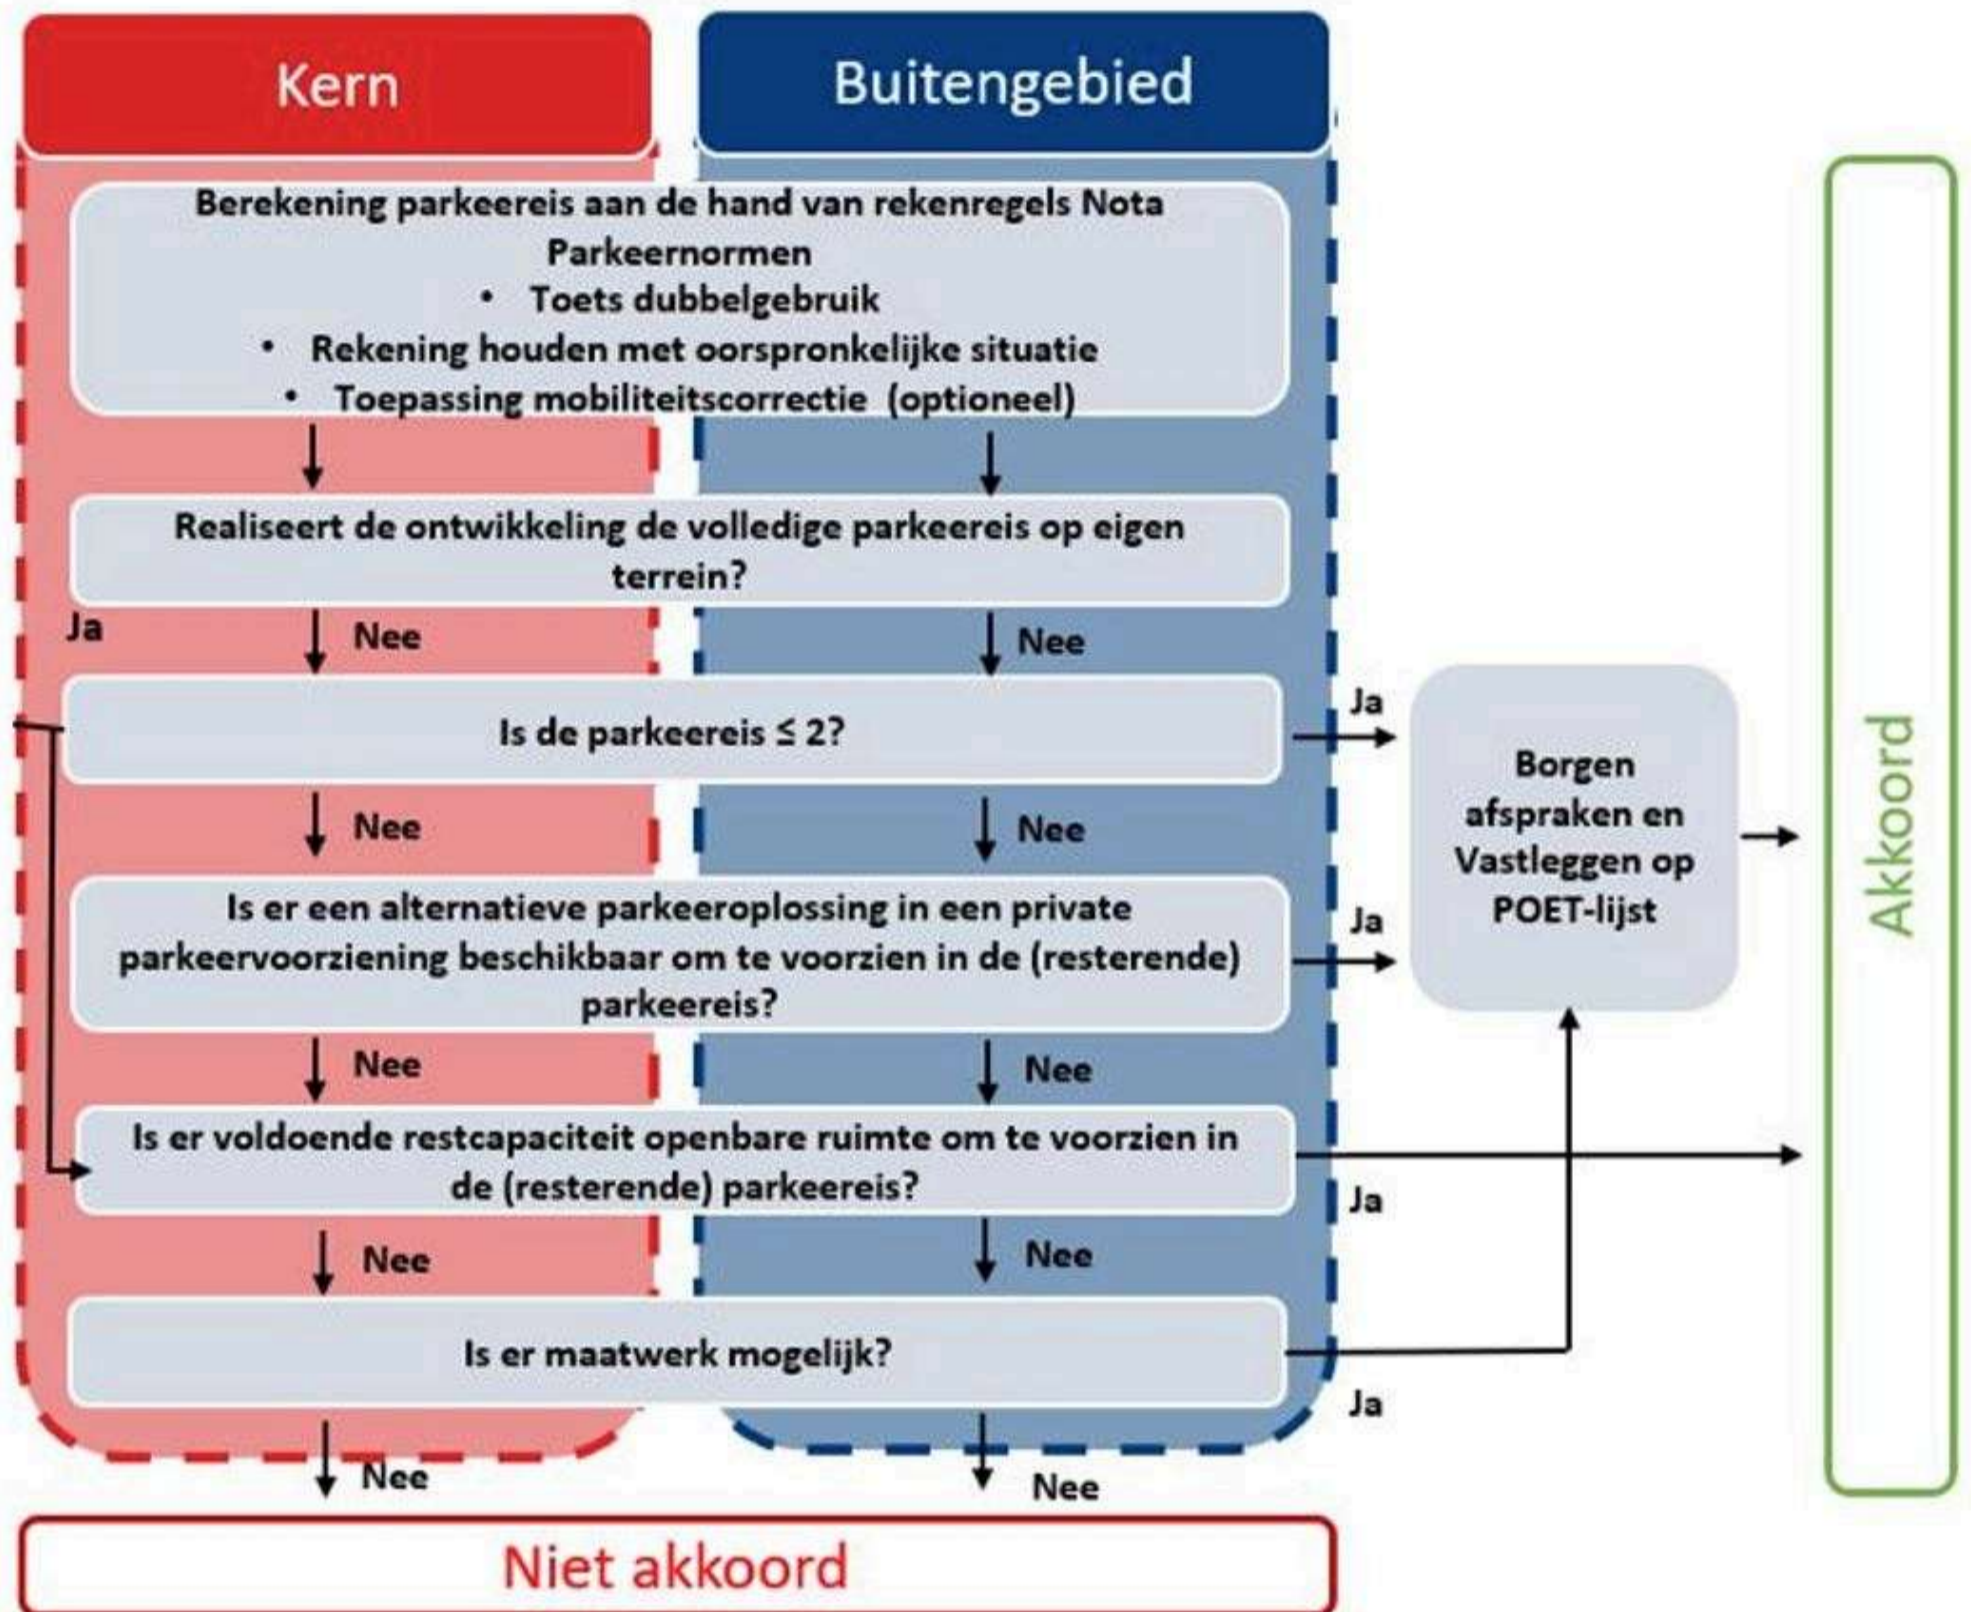 Kern
Buitengebied
Berekening parkeereis aan de hand van rekenregels Nota
Parkeernormen
• Toets dubbelgebruik
• Rekening houden met oorspronkelijke situatie
• Toepassing mobiliteitscorrectie (optioneel)
Realiseert de ontwikkeling de volledige parkeereis op eigen
terrein?
Ja
Nee
Nee
Is de parkeereis ≤ 2?
Ja
Nee
Nee
Is er een alternatieve parkeeroplossing in een private
parkeervoorziening beschikbaar om te voorzien in de (resterende)
parkeereis?
Ja
Nee
Nee
Is er voldoende restcapaciteit openbare ruimte om te voorzien in
de (resterende) parkeereis?
Ja
Nee
Nee
Is er maatwerk mogelijk?
Ja
Nee
Nee
Borgen
afspraken en
Vastleggen op
POET-lijst
Akkoord
Niet akkoord